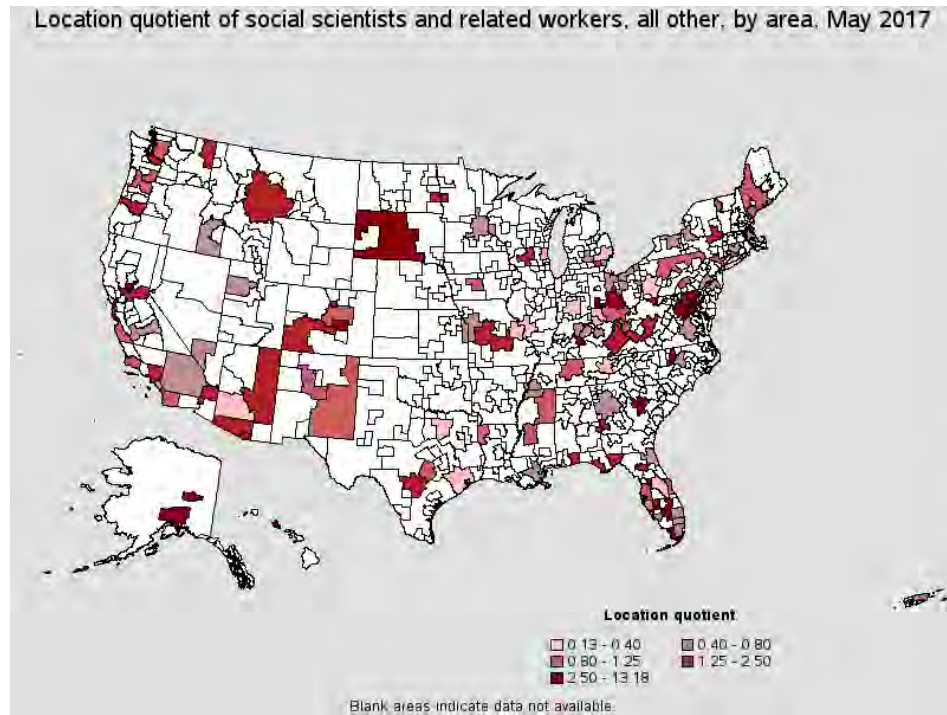 Location quotient of social scientists and related workers, all other, by area, May 2017
Location quotient
0.13 - 0.40
0.40 - 0.80
0.80 - 1.25
1.25 - 2.50
2.50 - 13.18
Blank areas indicate data not available.